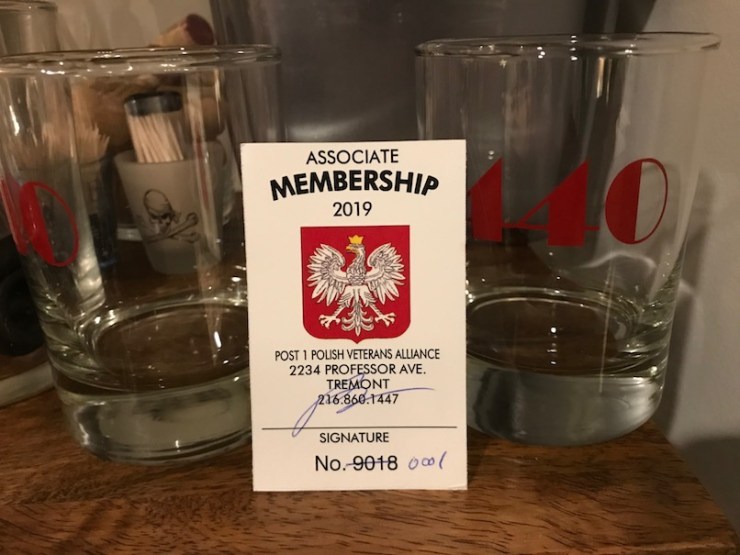 ASSOCIATE
MEMBERSHIP
2019
POST 1 POLISH VETERANS ALLIANCE
2234 PROFESSOR AVE.
TREMONT
216.860.1447
SIGNATURE
No. 9018 0001
440